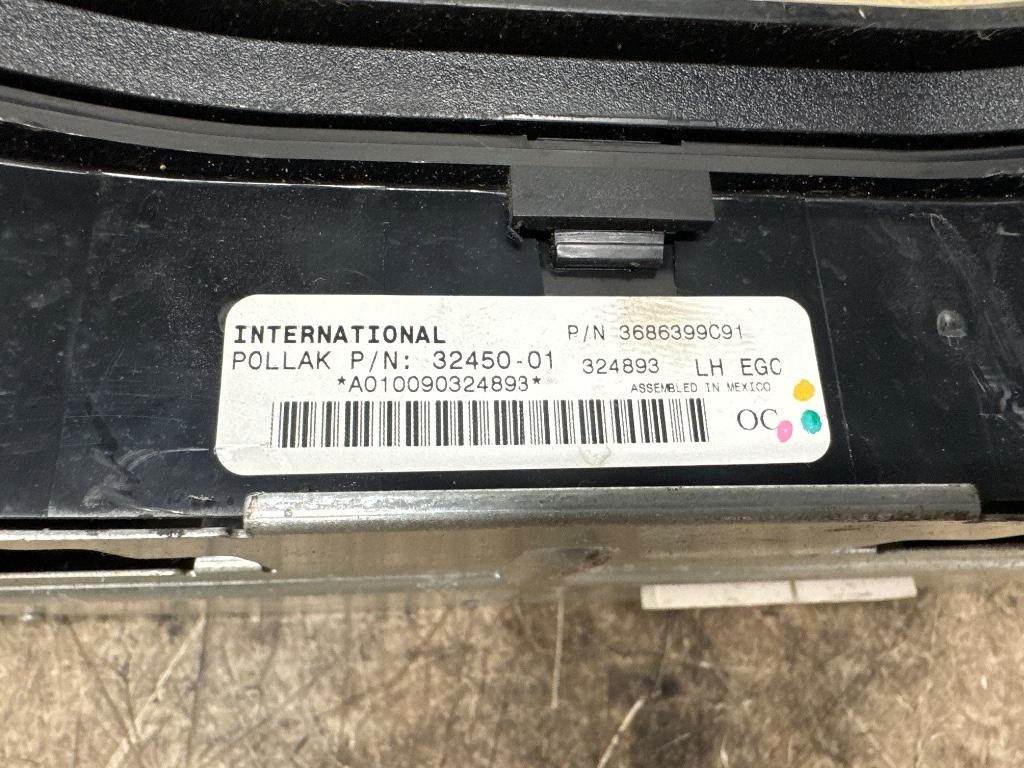 INTERNATIONAL P/N 3686399C91
POLLAK P/N: 32450-01 324893 LH EGC
*A010090324893* ASSEMBLED IN MEXICO
OC